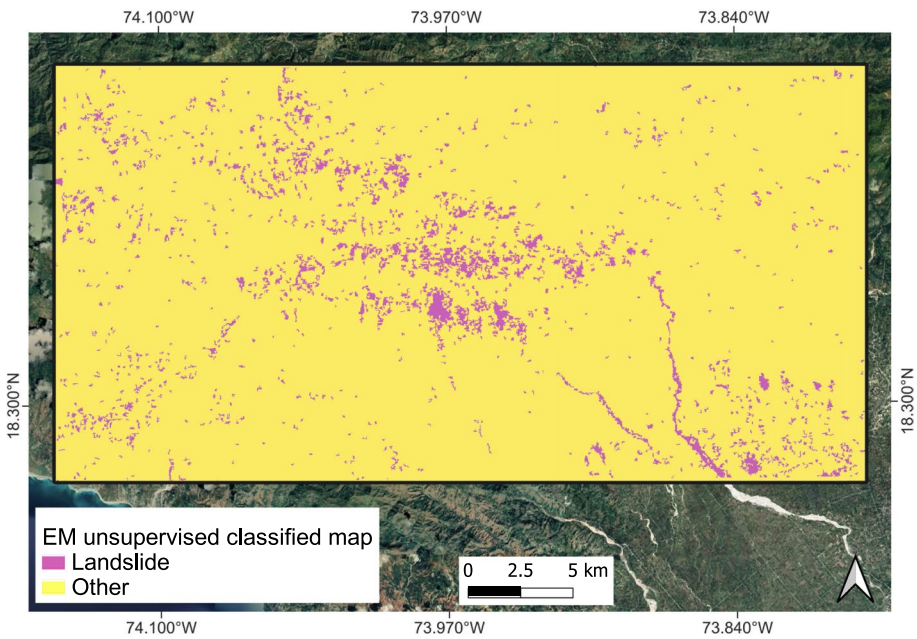 74.100°W 73.970°W 73.840°W
18.300°N
18.300°N
EM unsupervised classified map
Landslide
Other
0 2.5 5 km
74.100°W 73.970°W 73.840°W